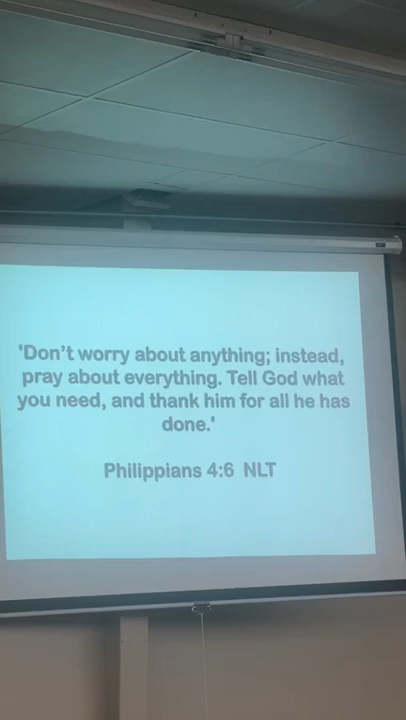 'Don’t worry about anything; instead,
pray about everything. Tell God what
you need, and thank him for all he has
done.'
Philippians 4:6 NLT